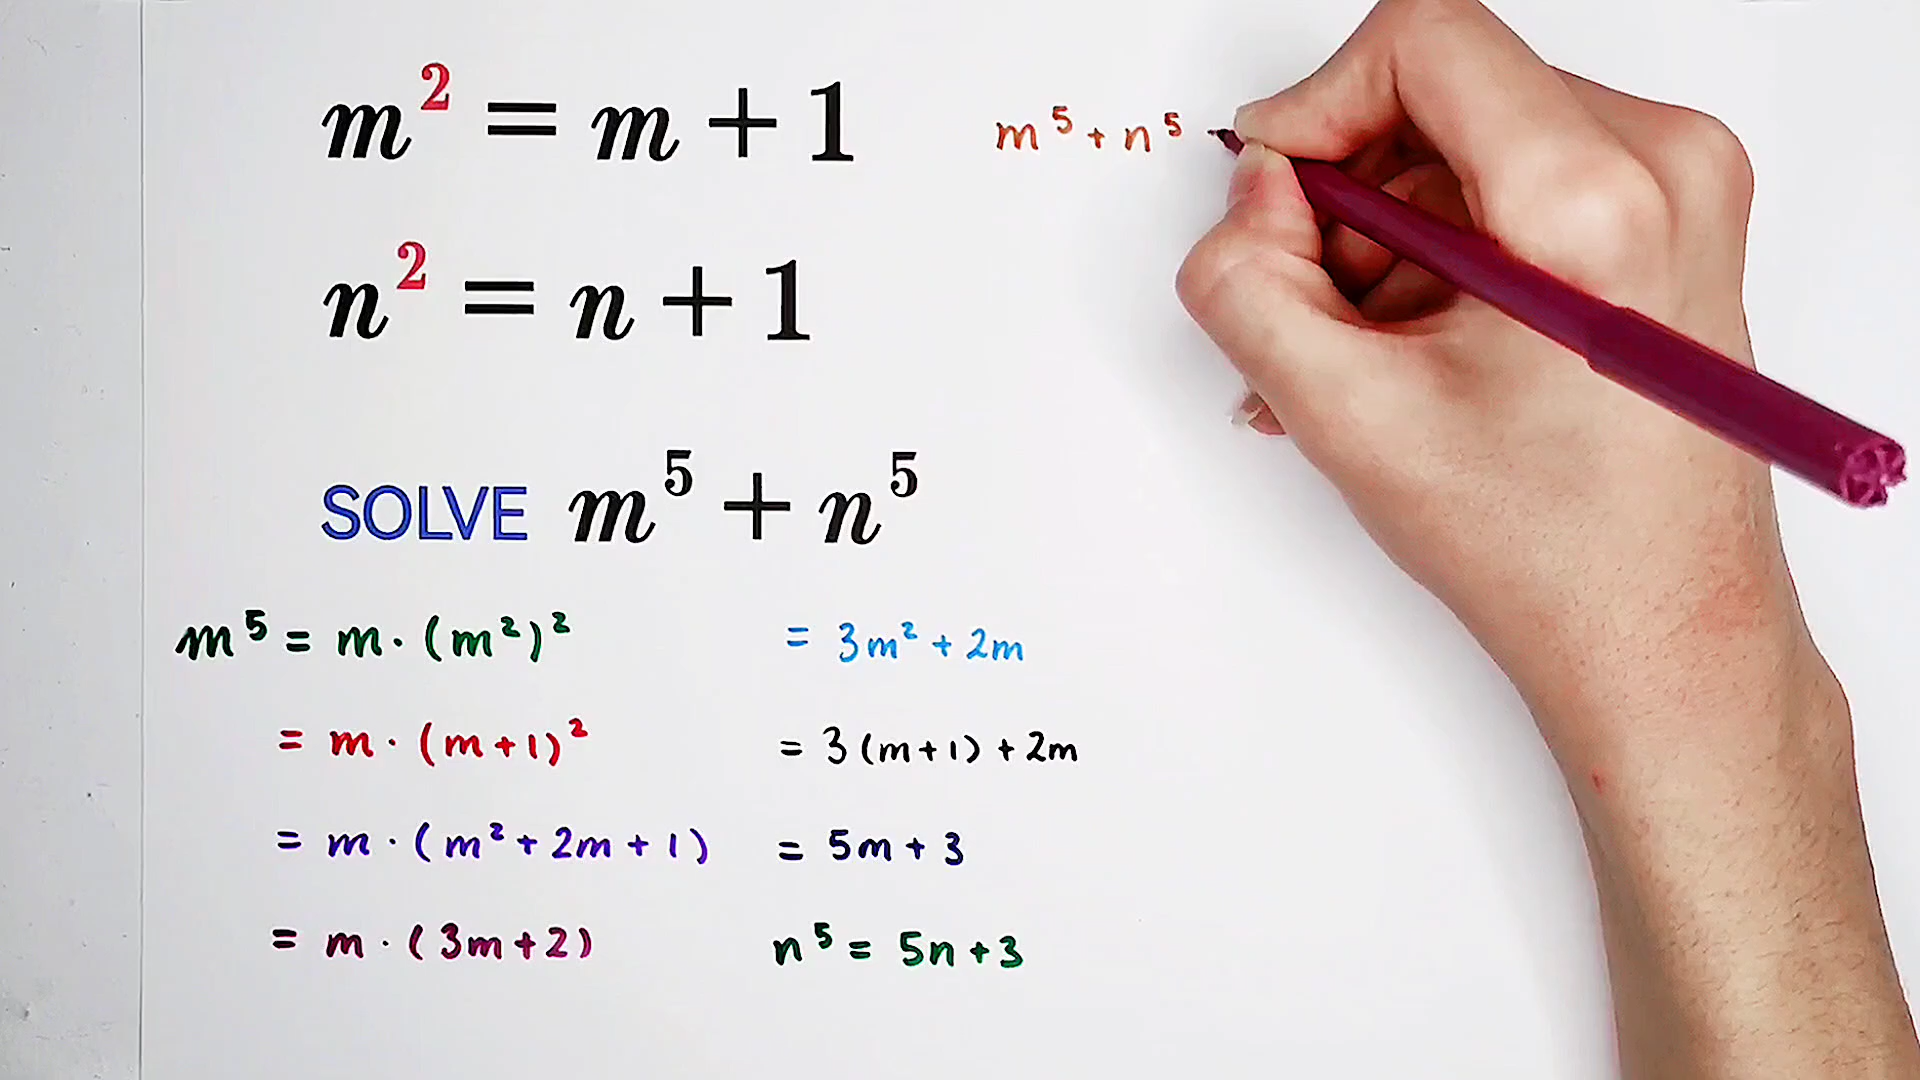 m² = m + 1
n² = n + 1
SOLVE m⁵ + n⁵
m⁵ + n⁵
m⁵ = m · (m²)²
= m · (m + 1)²
= m · (m² + 2m + 1)
= m · (3m + 2)
= 3m² + 2m
= 3(m + 1) + 2m
= 5m + 3
n⁵ = 5n + 3